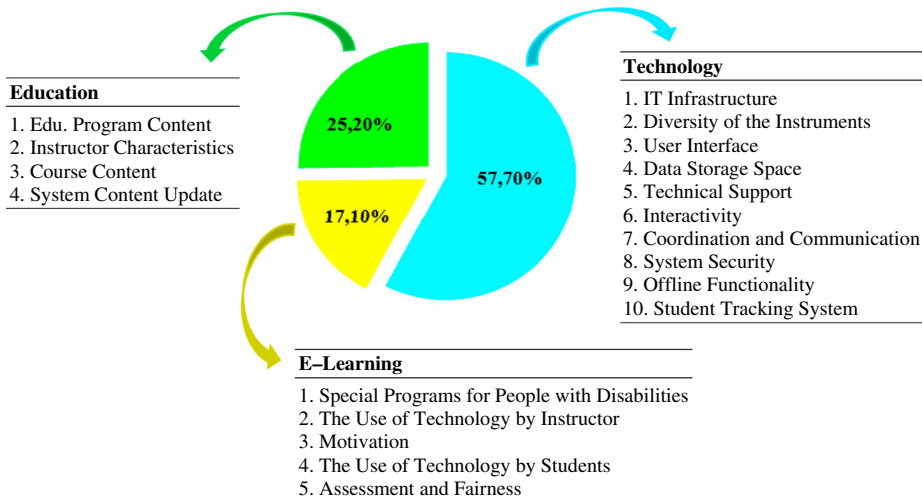 Education
1. Edu. Program Content
2. Instructor Characteristics
3. Course Content
4. System Content Update
25,20%
17,10%
57,70%
Technology
1. IT Infrastructure
2. Diversity of the Instruments
3. User Interface
4. Data Storage Space
5. Technical Support
6. Interactivity
7. Coordination and Communication
8. System Security
9. Offline Functionality
10. Student Tracking System
E–Learning
1. Special Programs for People with Disabilities
2. The Use of Technology by Instructor
3. Motivation
4. The Use of Technology by Students
5. Assessment and Fairness